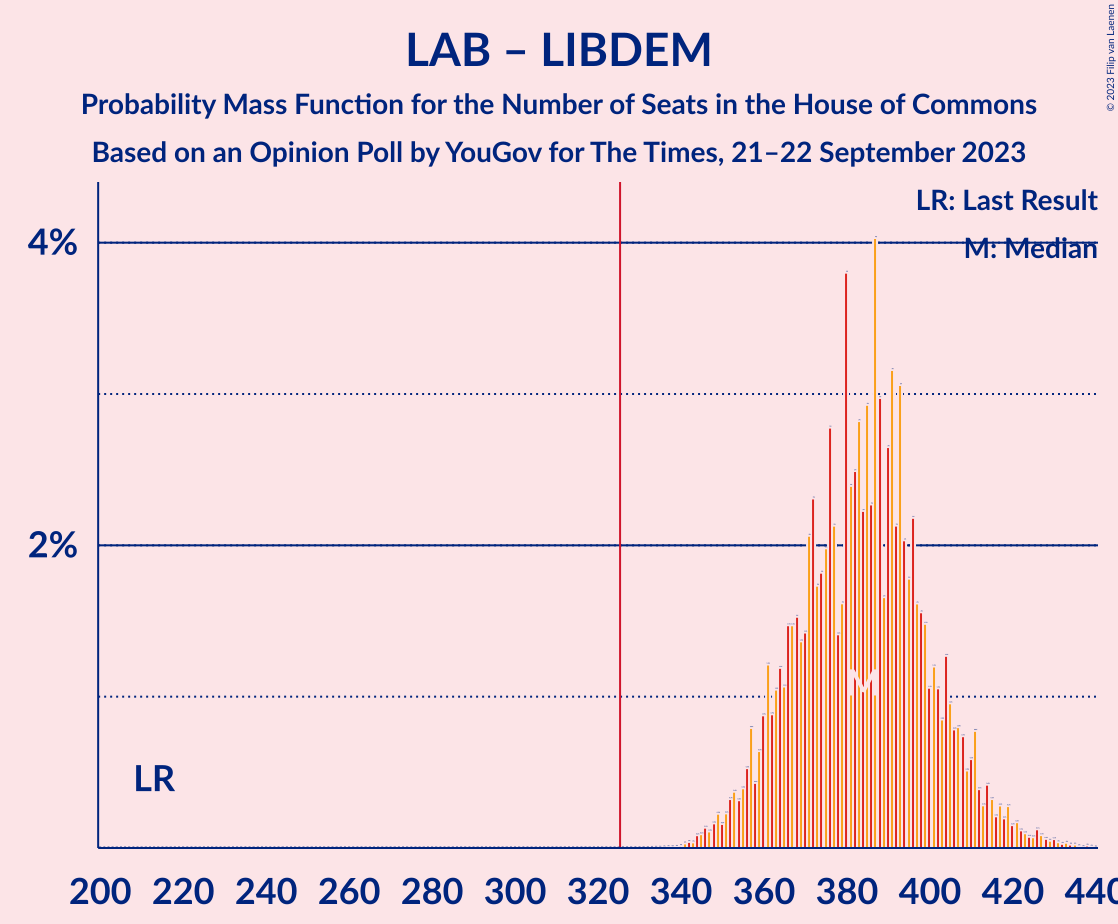 LAB – LIBDEM
Probability Mass Function for the Number of Seats in the House of Commons
Based on an Opinion Poll by YouGov for The Times, 21–22 September 2023
© 2023 Filip van Laenen
LR: Last Result
M: Median
4%
2%
M
LR
200 220 240 260 280 300 320 340 360 380 400 420 440